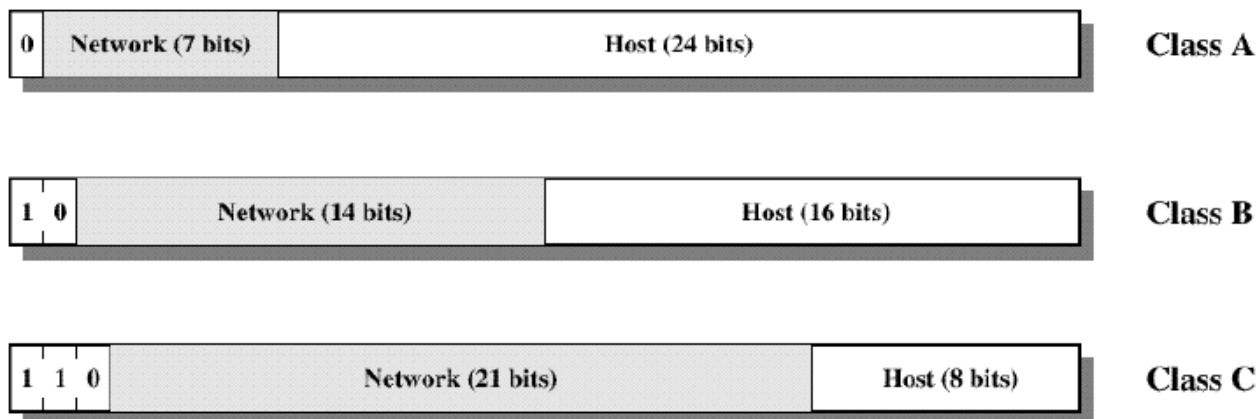 0 Network (7 bits) Host (24 bits) Class A
1 0 Network (14 bits) Host (16 bits) Class B
1 1 0 Network (21 bits) Host (8 bits) Class C